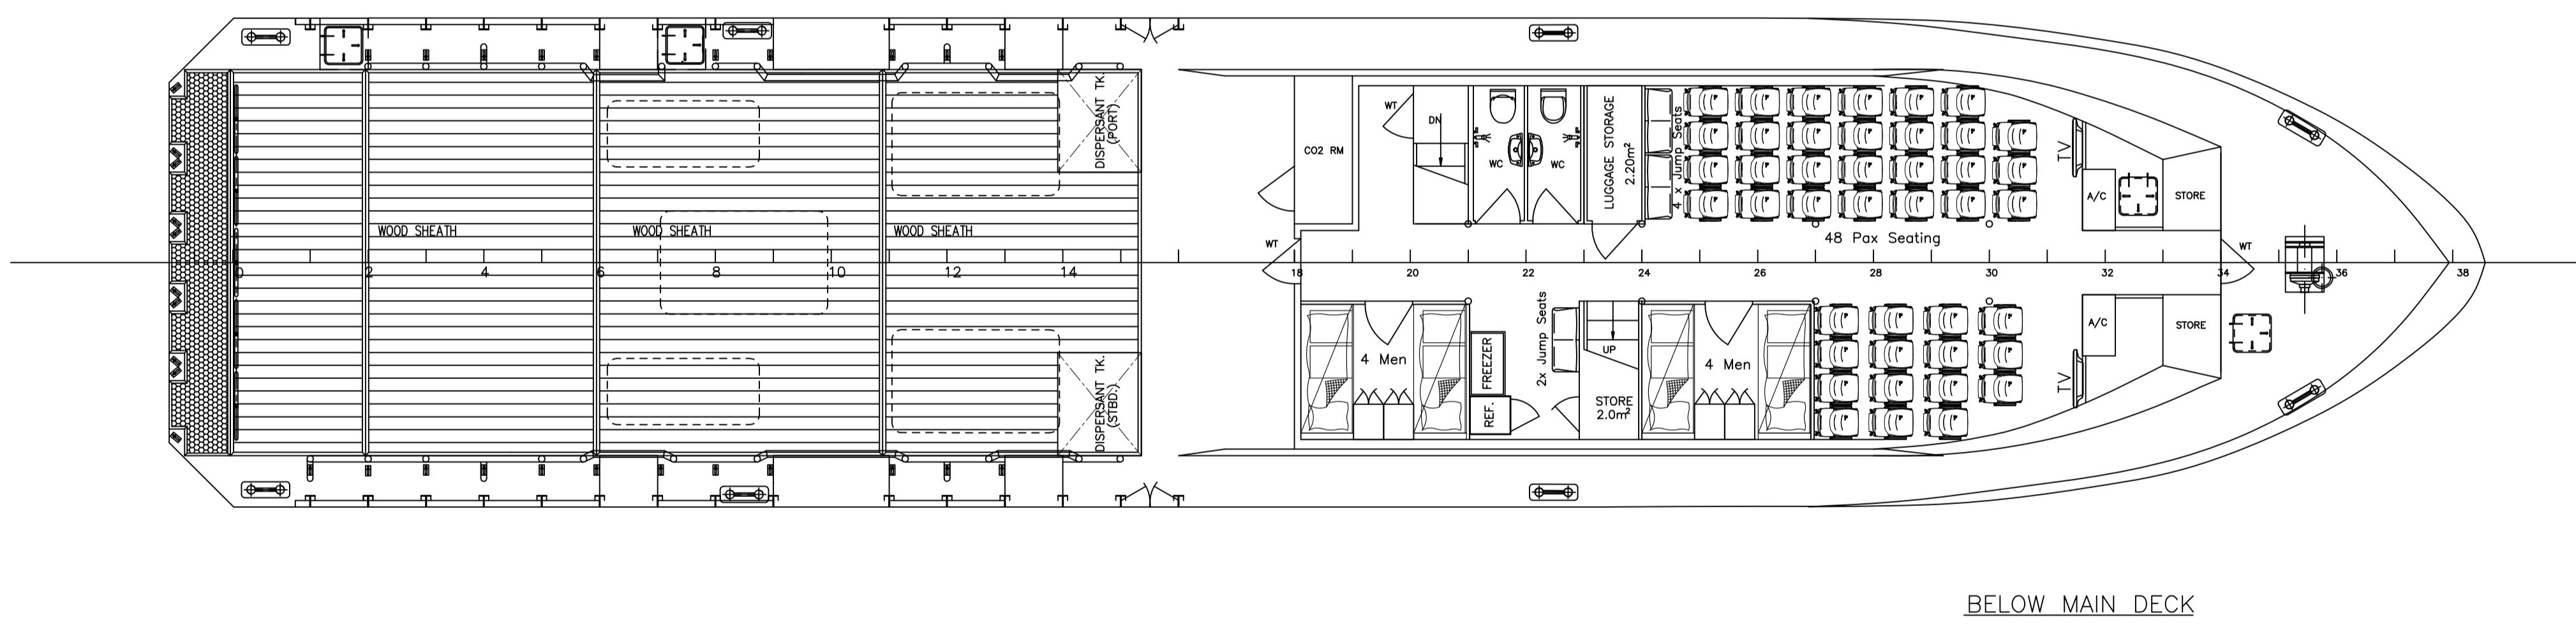 DISPERSANT TK.
(PORT)
WOOD SHEATH
WOOD SHEATH
WOOD SHEATH
0
2
4
6
8
10
12
14
DISPERSANT TK.
(STBD.)
CO2 RM
WT
DN
WC
WC
LUGGAGE STORAGE
2.20m²
4 x Jump Seats
TV
A/C
STORE
48 Pax Seating
WT
WT
18
20
22
24
26
28
30
32
34
36
38
4 Men
FREEZER
REF.
2x Jump Seats
UP
STORE
2.0m²
4 Men
TV
A/C
STORE
BELOW MAIN DECK